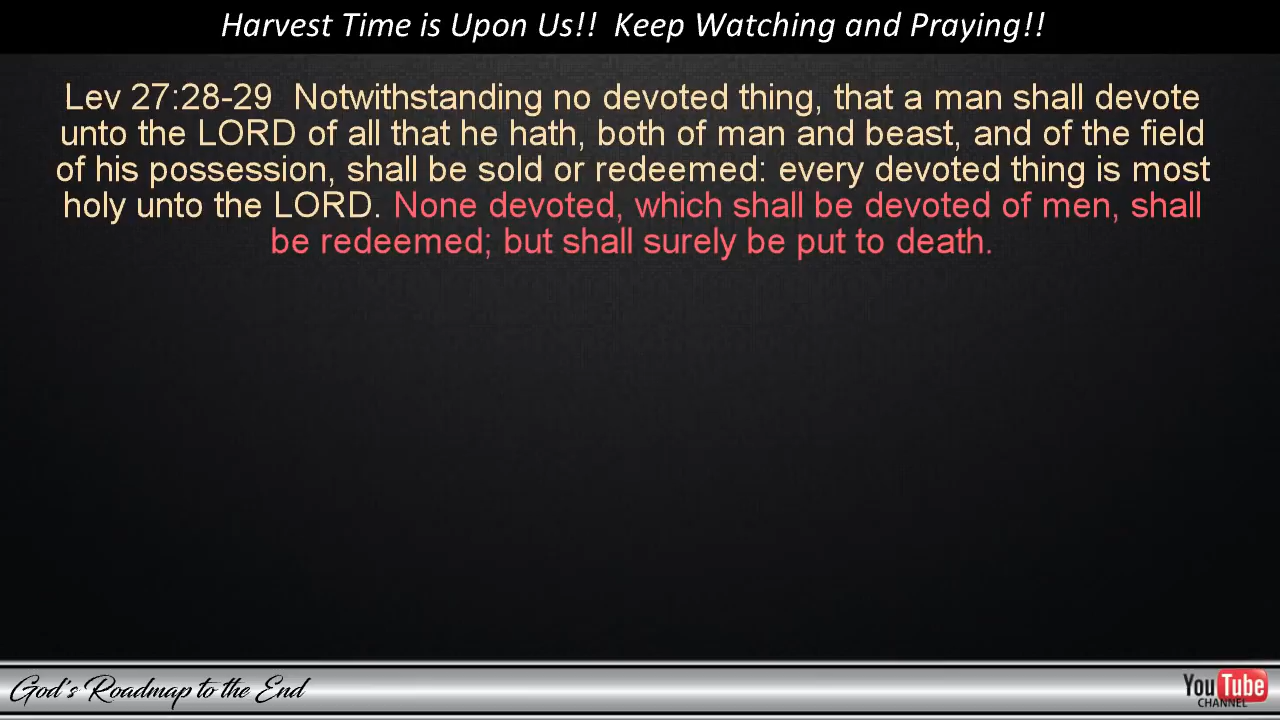 Harvest Time is Upon Us!! Keep Watching and Praying!!
Lev 27:28-29 Notwithstanding no devoted thing, that a man shall devote
unto the LORD of all that he hath, both of man and beast, and of the field
of his possession, shall be sold or redeemed: every devoted thing is most
holy unto the LORD. None devoted, which shall be devoted of men, shall
be redeemed; but shall surely be put to death.
God's Roadmap to the End
YouTube
CHANNEL